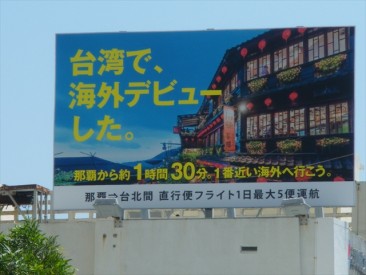 台湾で、
海外デビュー
した。
那覇から約1時間30分。1番近い海外へ行こう。
那覇⇒台北間 直行便フライト1日最大5便運航